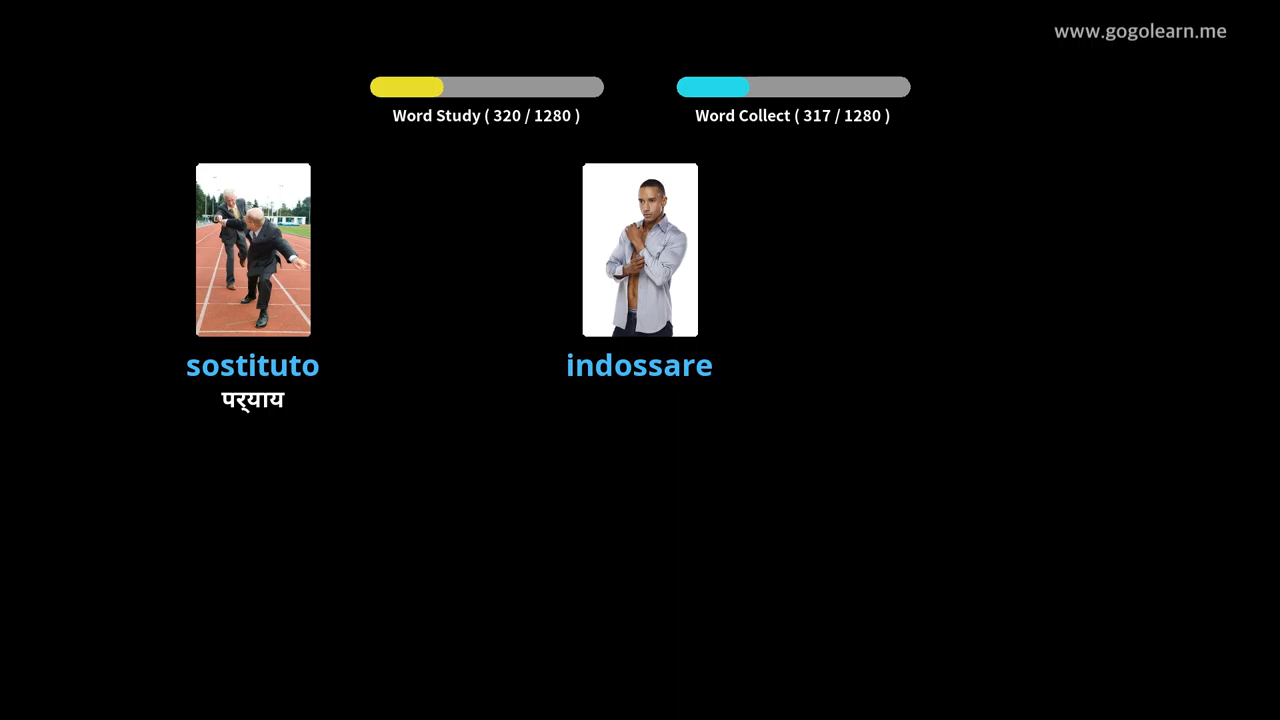 www.gogolearn.me
Word Study ( 320 / 1280 )
Word Collect ( 317 / 1280 )
sostituto
indossare
पर्‍याय